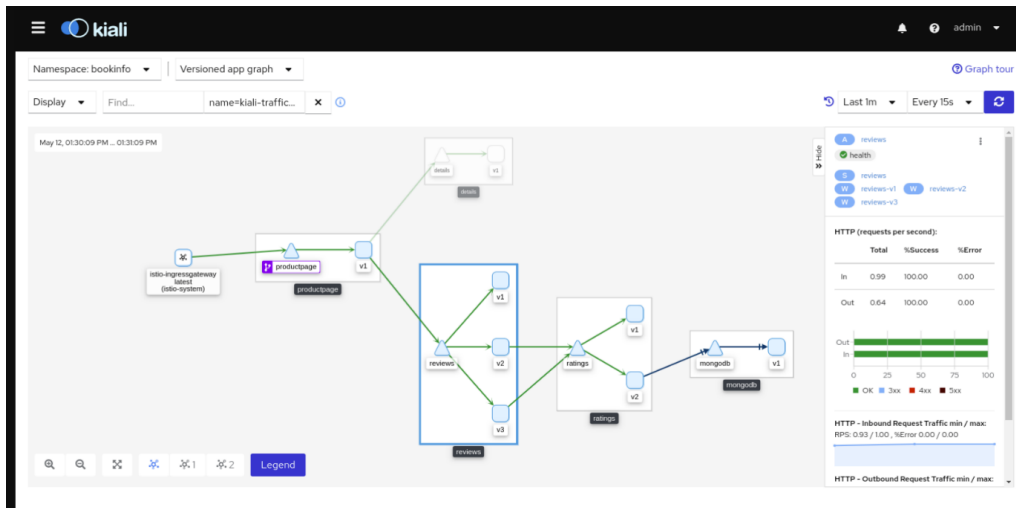 kiali
admin
Namespace: bookinfo
Versioned app graph
Graph tour
Display
Find...
name=kiali-traffic...
Last 1m
Every 15s
May 12, 01:30:09 PM ... 01:31:09 PM
Hide
details
v1
details
istio-ingressgateway
latest
(istio-system)
productpage
v1
productpage
v1
reviews
v2
v3
reviews
v1
ratings
v2
ratings
mongodb
v1
mongodb
1
2
Legend
A reviews
health
S reviews
W reviews-v1 W reviews-v2
W reviews-v3
HTTP (requests per second):
Total %Success %Error
In 0.99 100.00 0.00
Out 0.64 100.00 0.00
Out
In
0 25 50 75 100
OK 3xx 4xx 5xx
HTTP - Inbound Request Traffic min / max:
RPS: 0.93 / 1.00 , %Error 0.00 / 0.00
HTTP - Outbound Request Traffic min / max: